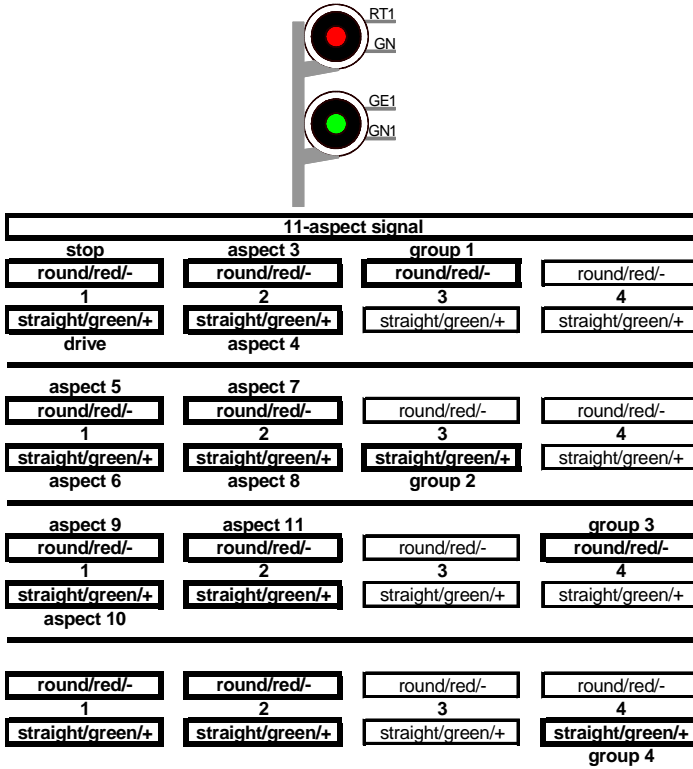 RT1
GN
GE1
GN1
11-aspect signal
stop aspect 3 group 1
round/red/- round/red/- round/red/- round/red/-
1 2 3 4
straight/green/+ straight/green/+ straight/green/+ straight/green/+
drive aspect 4
aspect 5 aspect 7
round/red/- round/red/- round/red/- round/red/-
1 2 3 4
straight/green/+ straight/green/+ straight/green/+ straight/green/+
aspect 6 aspect 8 group 2
aspect 9 aspect 11 group 3
round/red/- round/red/- round/red/- round/red/-
1 2 3 4
straight/green/+ straight/green/+ straight/green/+ straight/green/+
aspect 10
round/red/- round/red/- round/red/- round/red/-
1 2 3 4
straight/green/+ straight/green/+ straight/green/+ straight/green/+
group 4